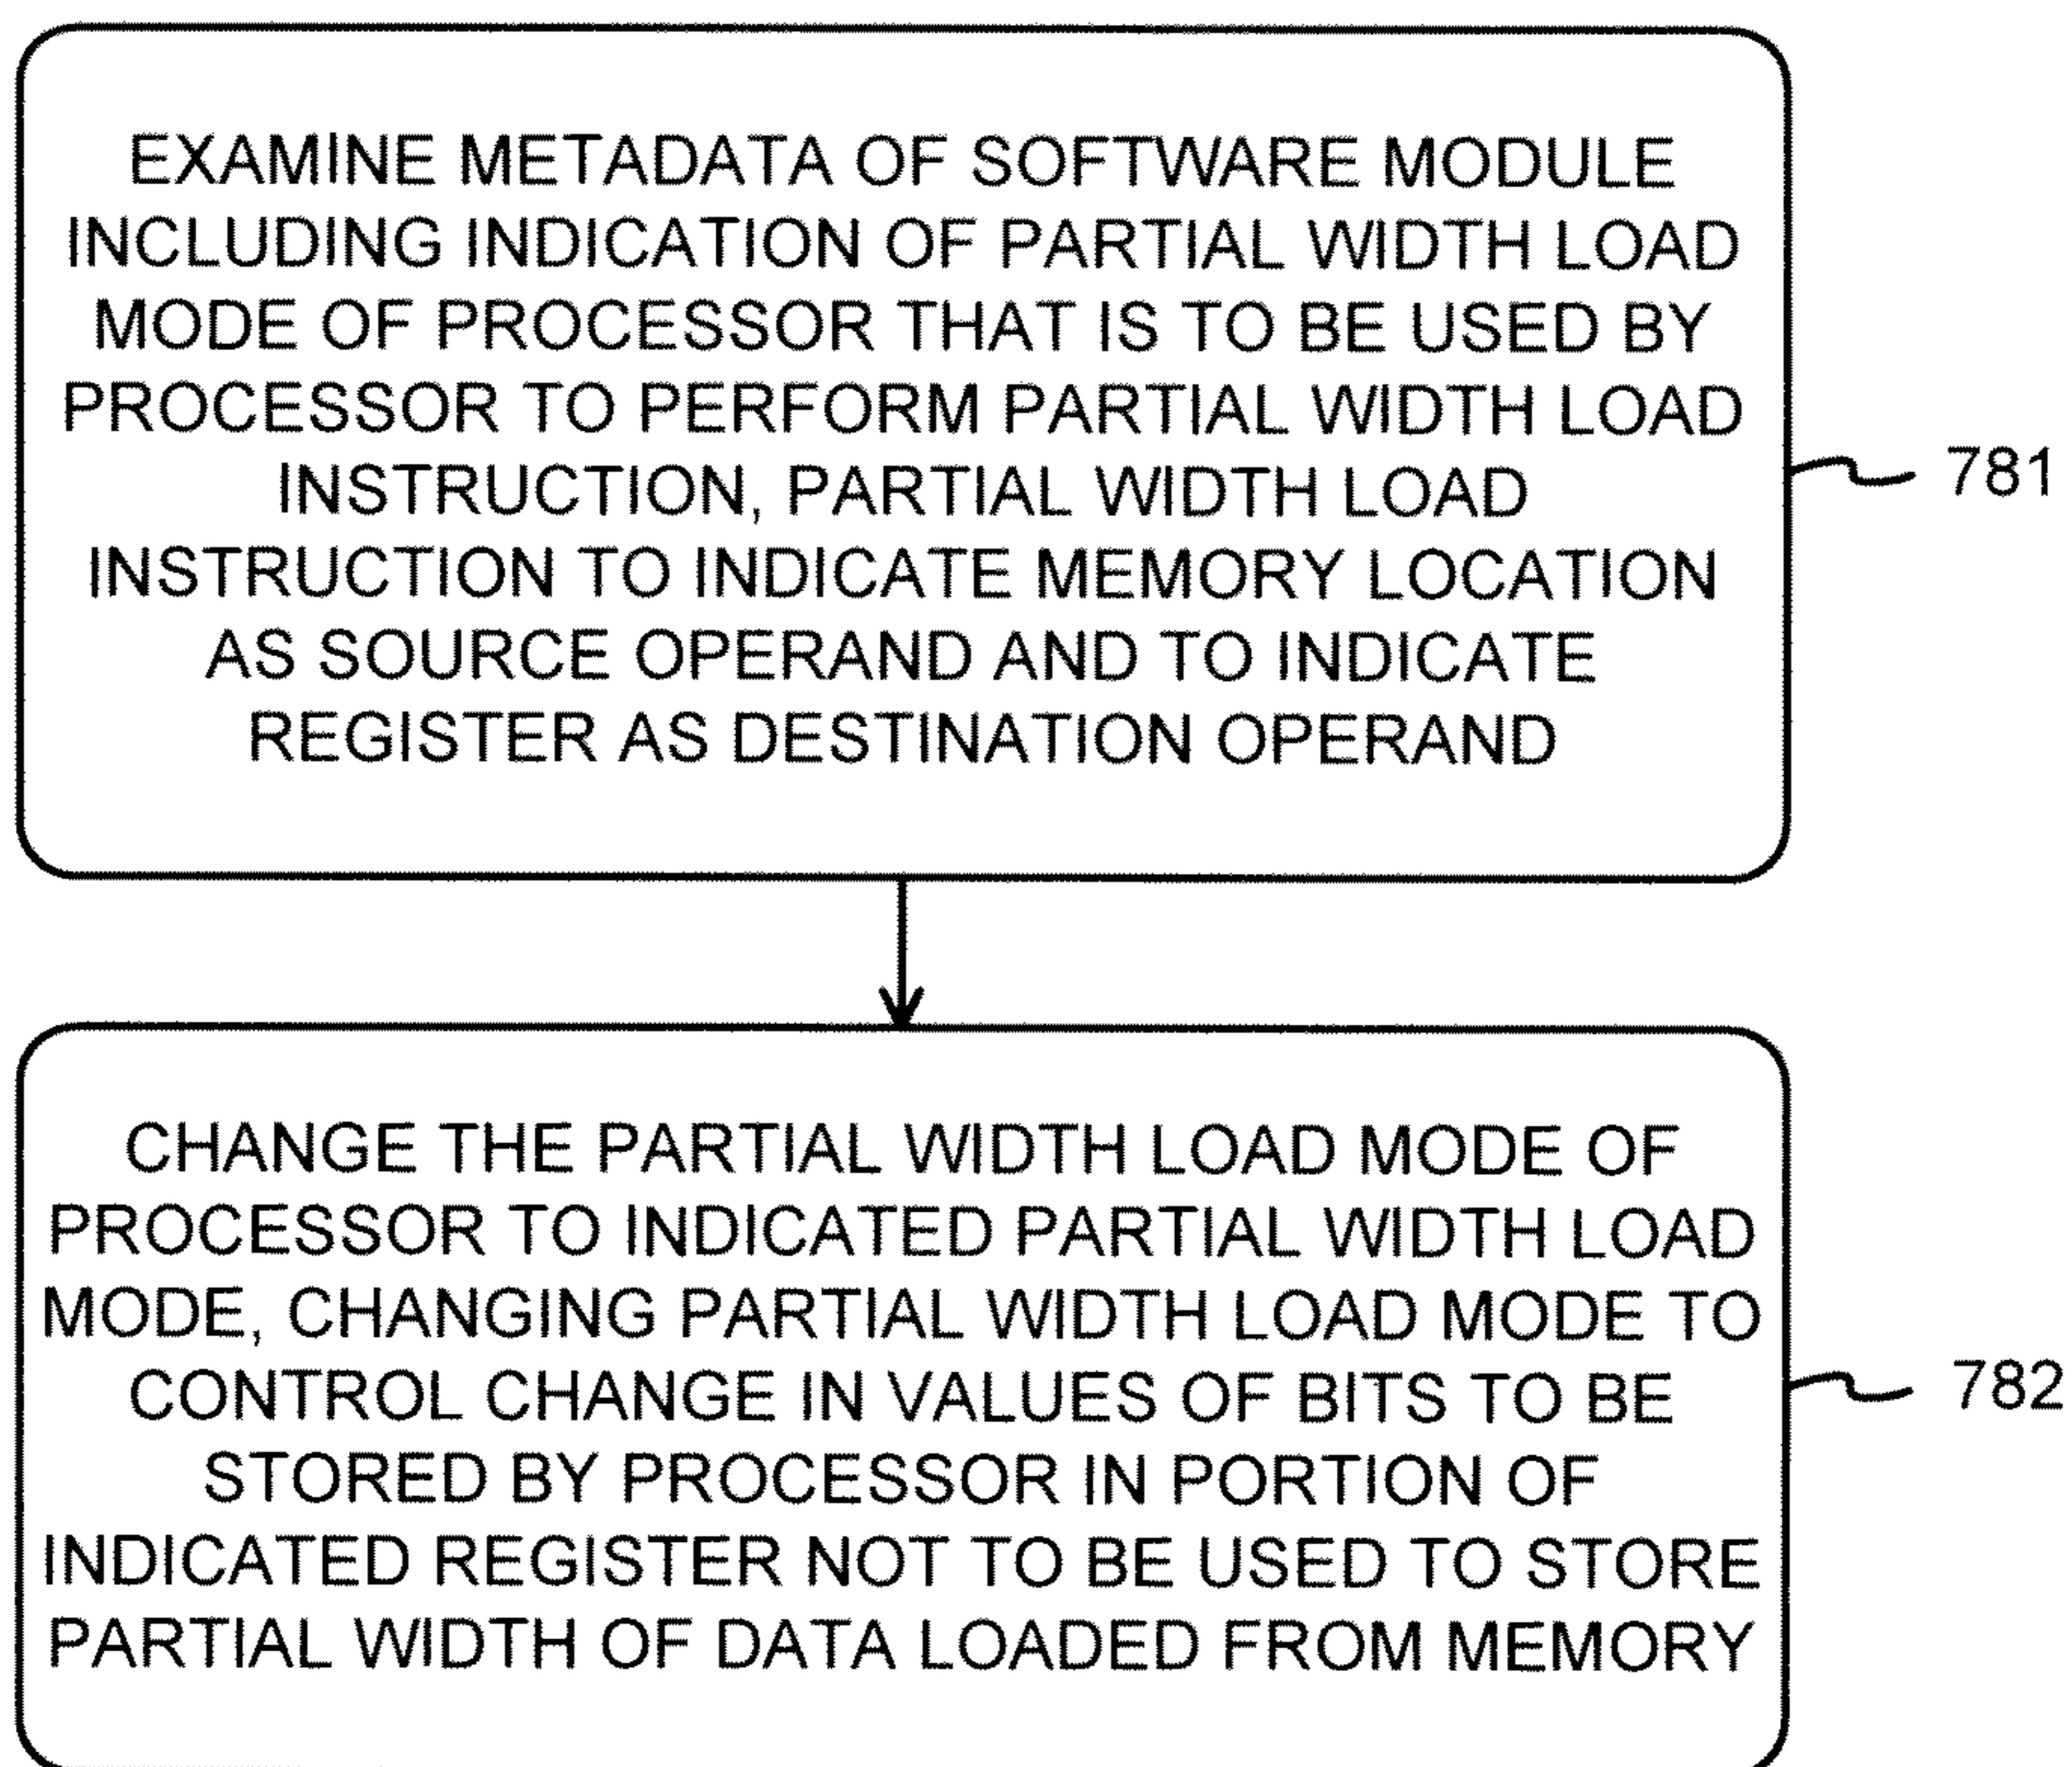 EXAMINE METADATA OF SOFTWARE MODULE
INCLUDING INDICATION OF PARTIAL WIDTH LOAD
MODE OF PROCESSOR THAT IS TO BE USED BY
PROCESSOR TO PERFORM PARTIAL WIDTH LOAD
INSTRUCTION, PARTIAL WIDTH LOAD
INSTRUCTION TO INDICATE MEMORY LOCATION
AS SOURCE OPERAND AND TO INDICATE
REGISTER AS DESTINATION OPERAND
781
CHANGE THE PARTIAL WIDTH LOAD MODE OF
PROCESSOR TO INDICATED PARTIAL WIDTH LOAD
MODE, CHANGING PARTIAL WIDTH LOAD MODE TO
CONTROL CHANGE IN VALUES OF BITS TO BE
STORED BY PROCESSOR IN PORTION OF
INDICATED REGISTER NOT TO BE USED TO STORE
PARTIAL WIDTH OF DATA LOADED FROM MEMORY
782